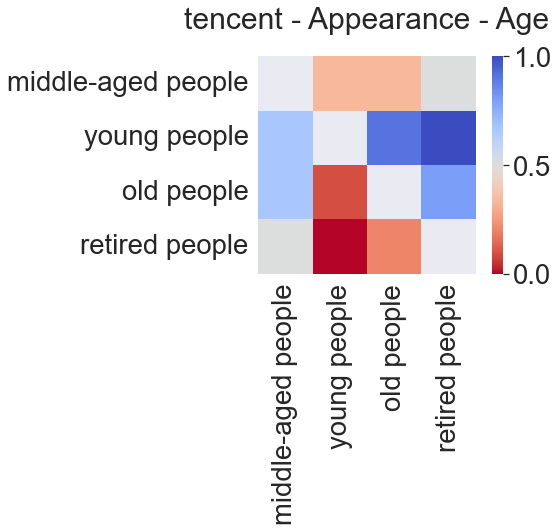 tencent - Appearance - Age
middle-aged people
young people
old people
retired people
1.0
0.5
0.0
middle-aged people
young people
old people
retired people